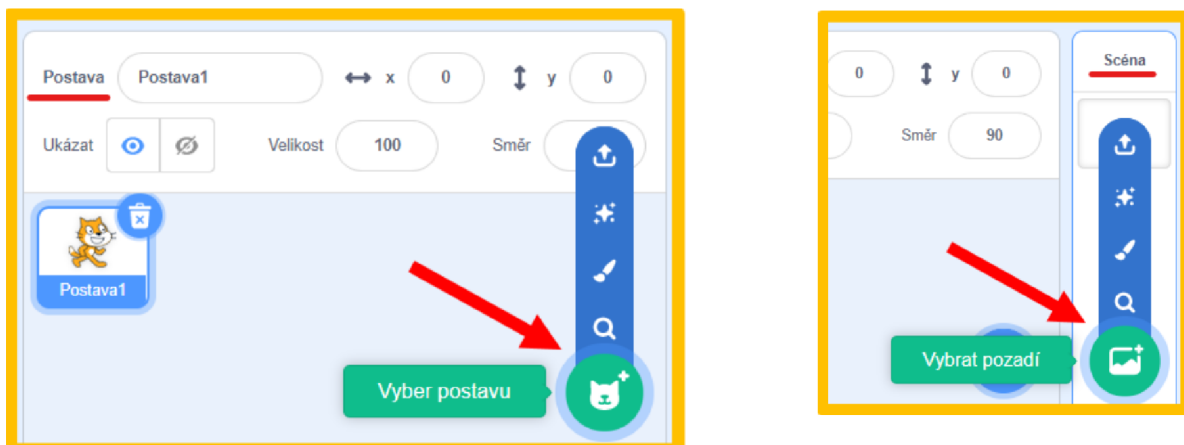 Postava Postava1 x 0 y 0
Ukázat Velikost 100 Směr
Postava1
Vyber postavu
0 y 0 Scéna
Směr 90
Vybrat pozadí